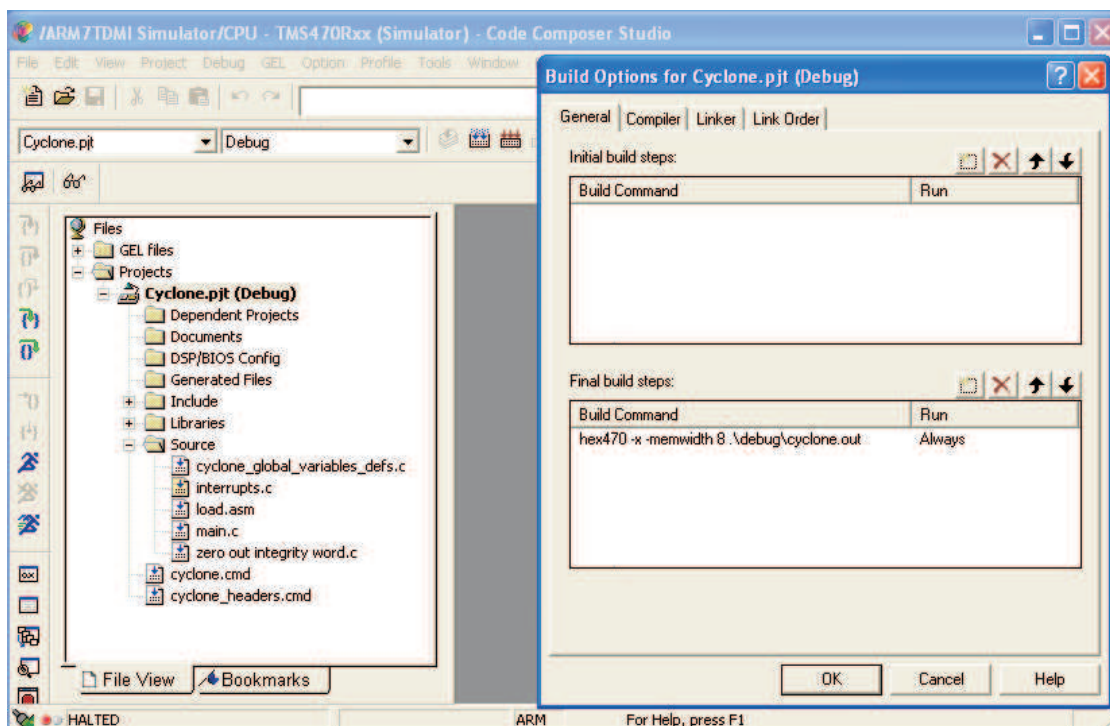 /ARM7TDMI Simulator/CPU - TMS470Rxx (Simulator) - Code Composer Studio
File Edit View Project Debug GEL Option Profile Tools Window
Cyclone.pjt
Debug
Files
GEL files
Projects
Cyclone.pjt (Debug)
Dependent Projects
Documents
DSP/BIOS Config
Generated Files
Include
Libraries
Source
cyclone_global_variables_defs.c
interrupts.c
load.asm
main.c
zero out integrity word.c
cyclone.cmd
cyclone_headers.cmd
File View
Bookmarks
HALTED
ARM
For Help, press F1
Build Options for Cyclone.pjt (Debug)
General
Compiler
Linker
Link Order
Initial build steps:
Build Command
Run
Final build steps:
Build Command
Run
hex470 -x -memwidth 8 .\debug\cyclone.out
Always
OK
Cancel
Help